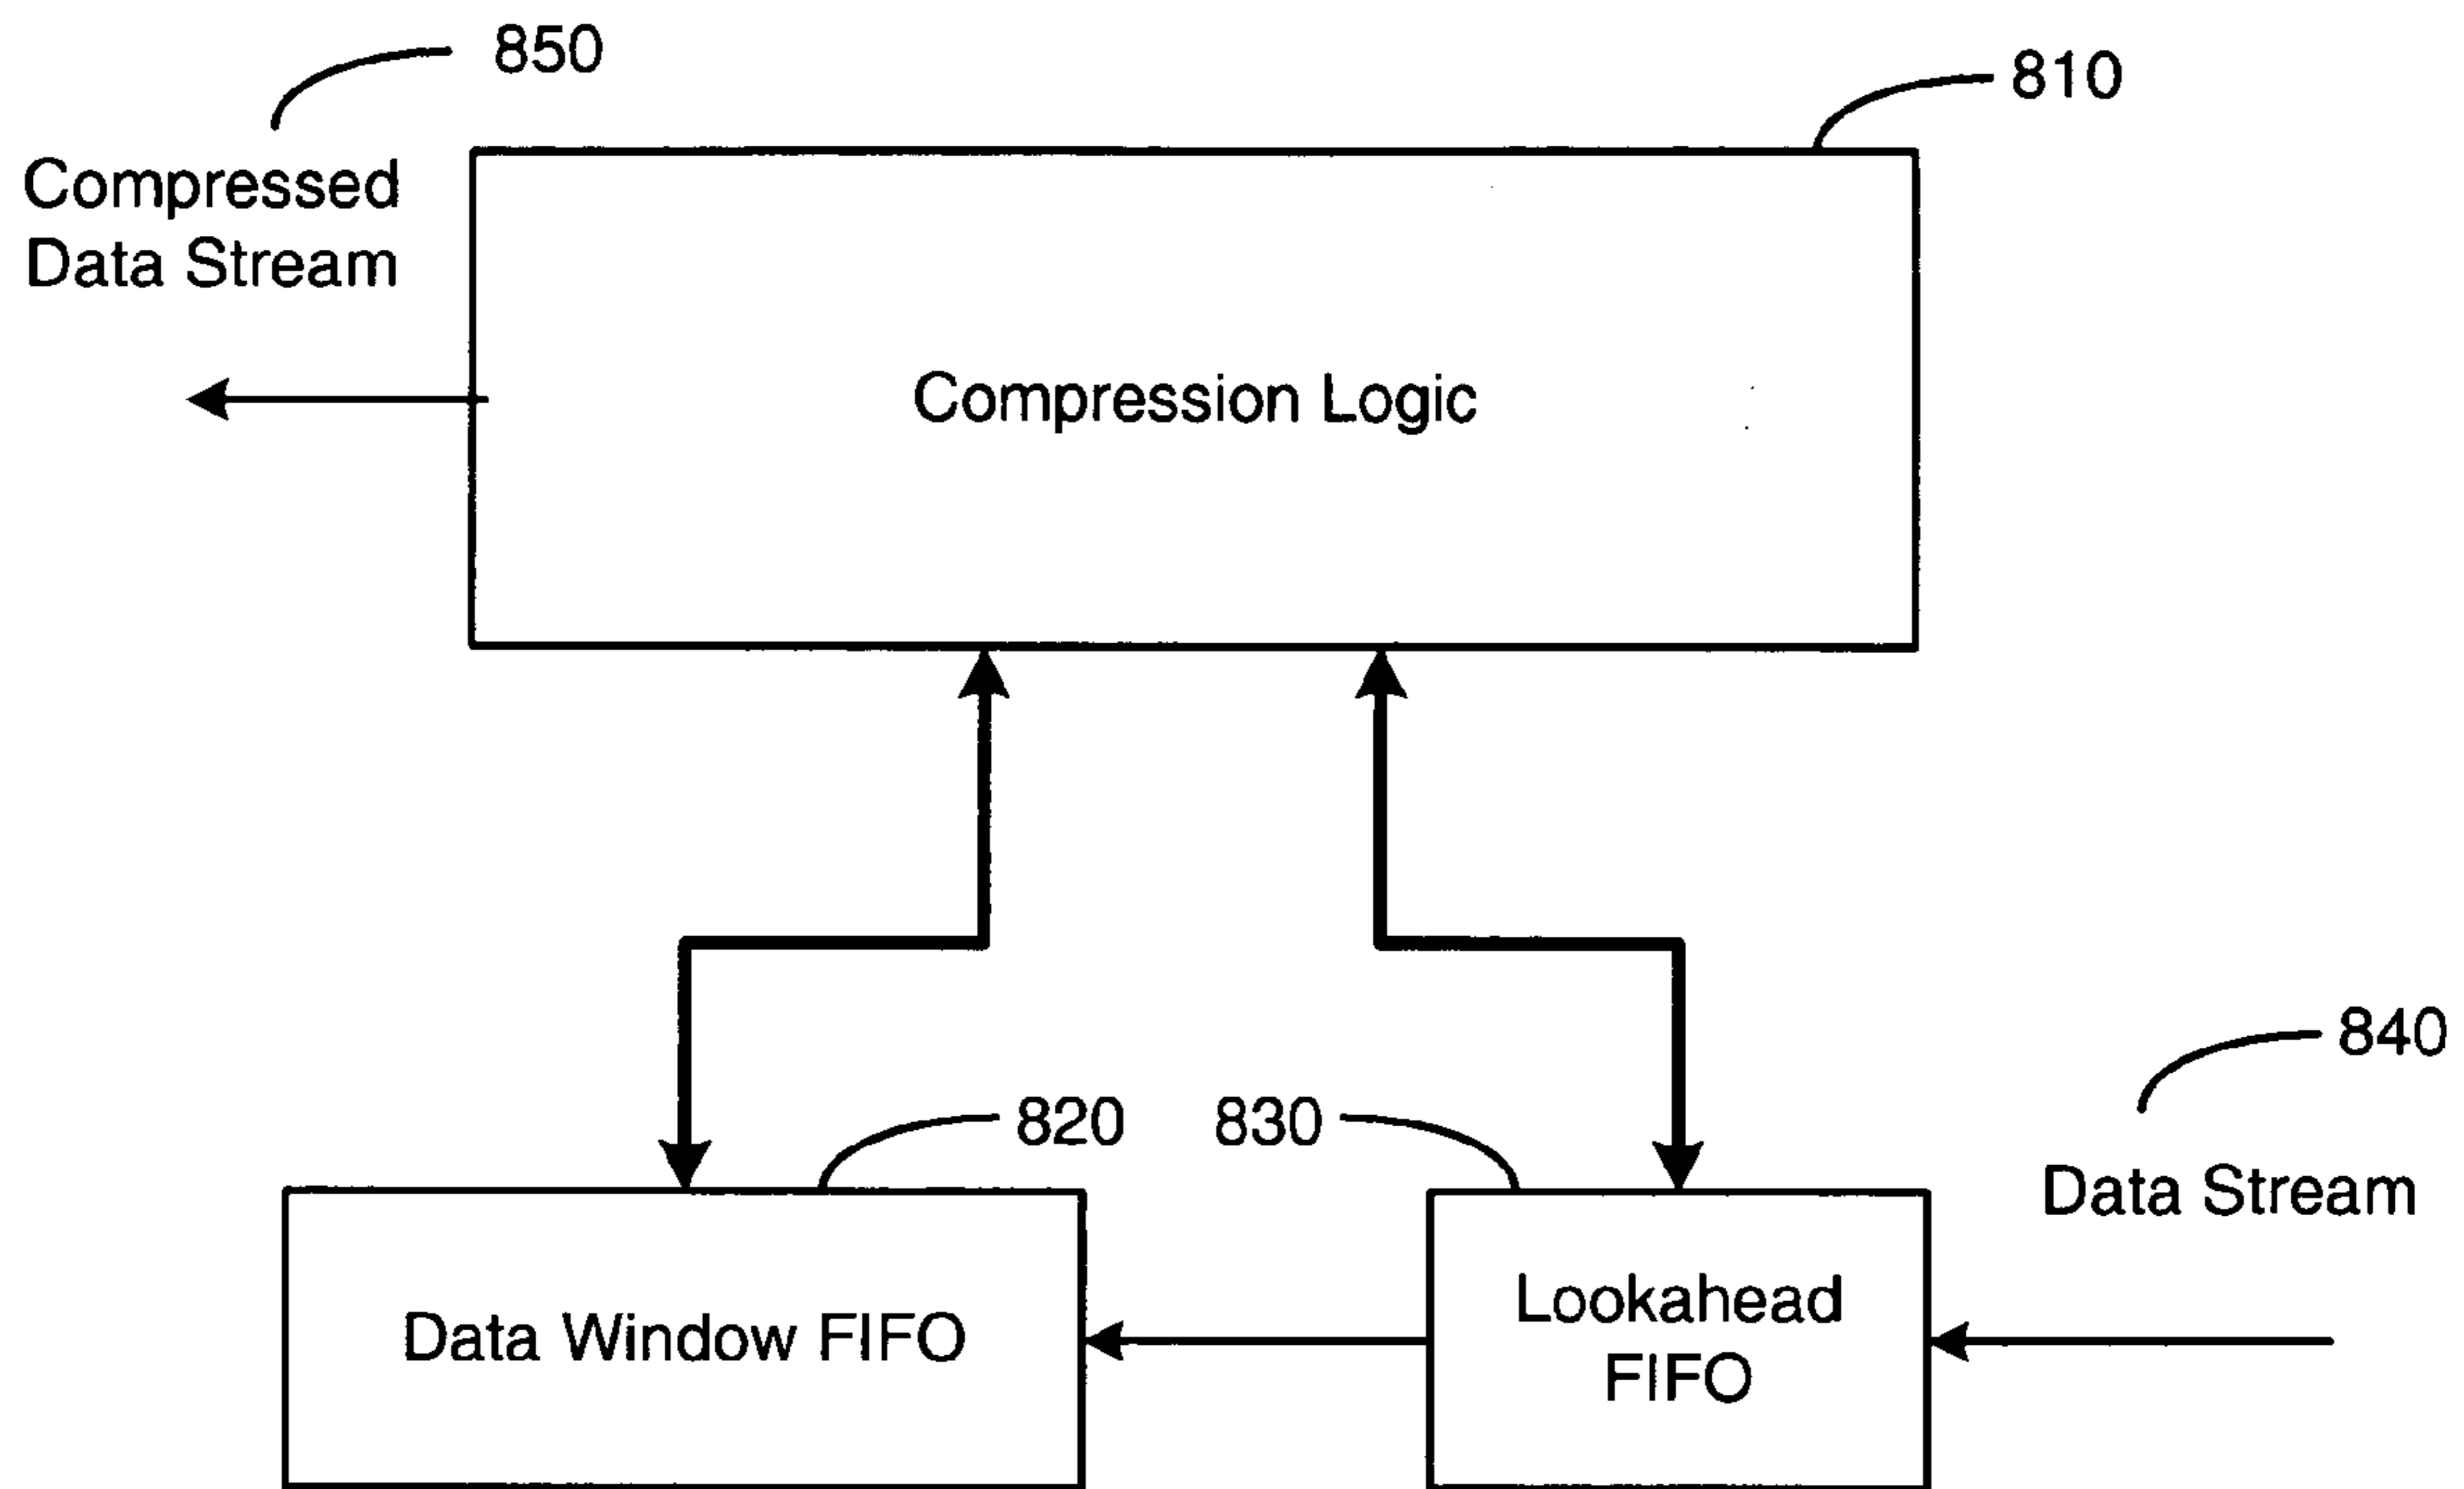 850
810
Compressed
Data Stream
Compression Logic
840
820
830
Data Stream
Data Window FIFO
Lookahead
FIFO